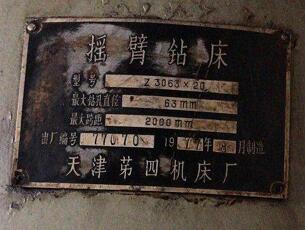 摇臂钻床
型号 Z3063×20
最大钻孔直径 63mm
最大跨距 2000mm
出厂编号 77070 1977年8月制造
天津第四机床厂